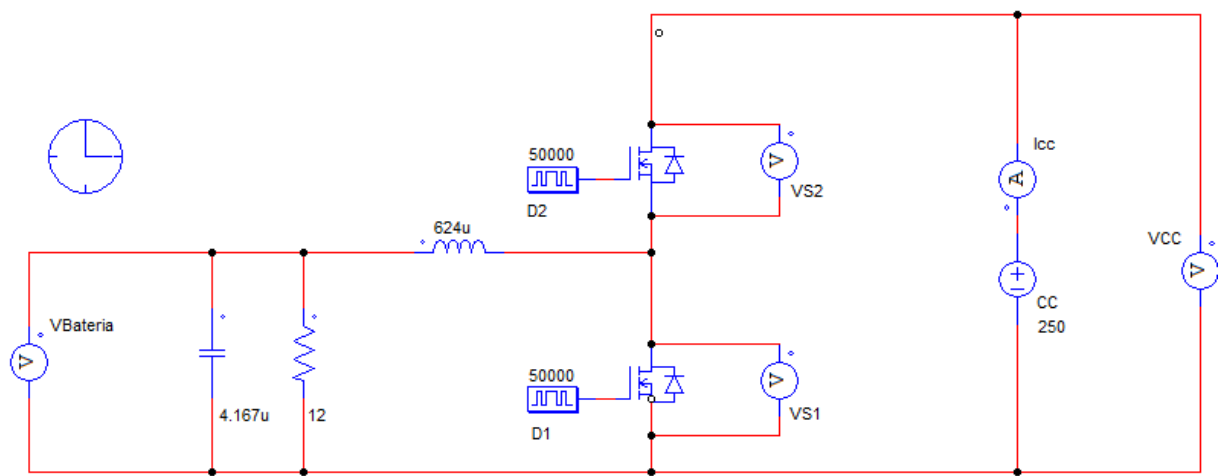 Icc
50000
V
VS2
A
D2
624u
VCC
V
CC
250
VBateria
V
50000
V
VS1
4.167u
12
D1